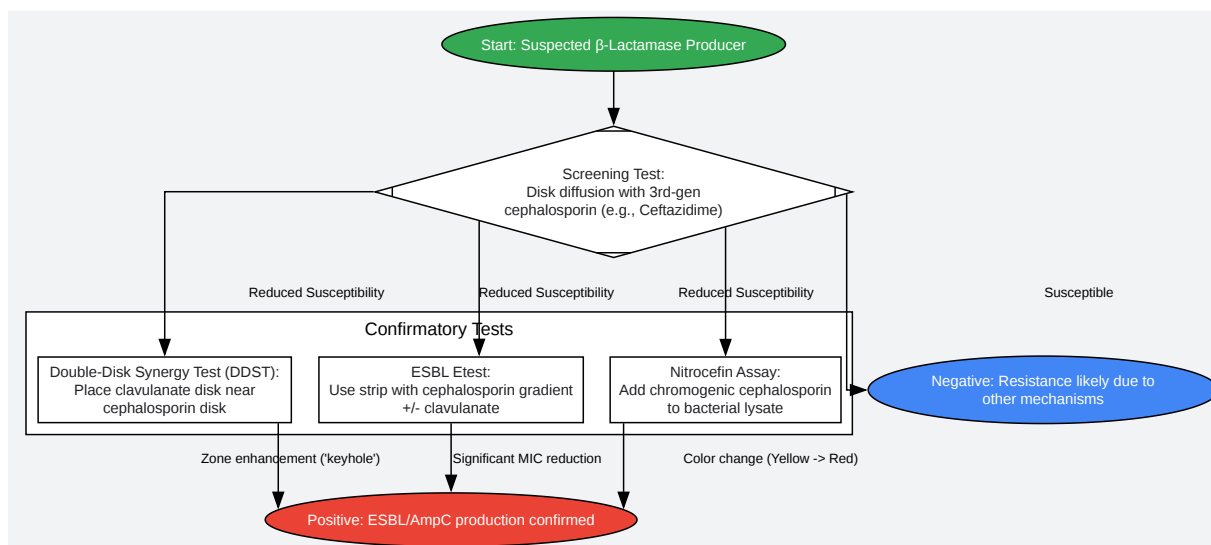 Start: Suspected β-Lactamase Producer
Screening Test:
Disk diffusion with 3rd-gen
cephalosporin (e.g., Ceftazidime)
Reduced Susceptibility
Reduced Susceptibility
Reduced Susceptibility
Susceptible
Confirmatory Tests
Double-Disk Synergy Test (DDST):
Place clavulanate disk near
cephalosporin disk
ESBL Etest:
Use strip with cephalosporin gradient
+/- clavulanate
Nitrocefin Assay:
Add chromogenic cephalosporin
to bacterial lysate
Negative: Resistance likely due to
other mechanisms
Zone enhancement ('keyhole')
Significant MIC reduction
Color change (Yellow -> Red)
Positive: ESBL/AmpC production confirmed